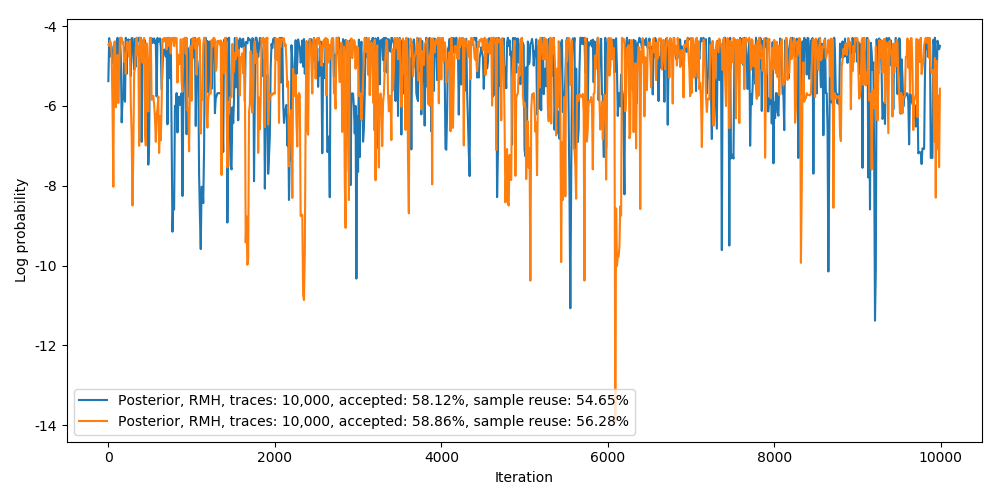 -4
-6
-8
-10
-12
-14
Log probability
Posterior, RMH, traces: 10,000, accepted: 58.12%, sample reuse: 54.65%
Posterior, RMH, traces: 10,000, accepted: 58.86%, sample reuse: 56.28%
0 2000 4000 6000 8000 10000
Iteration